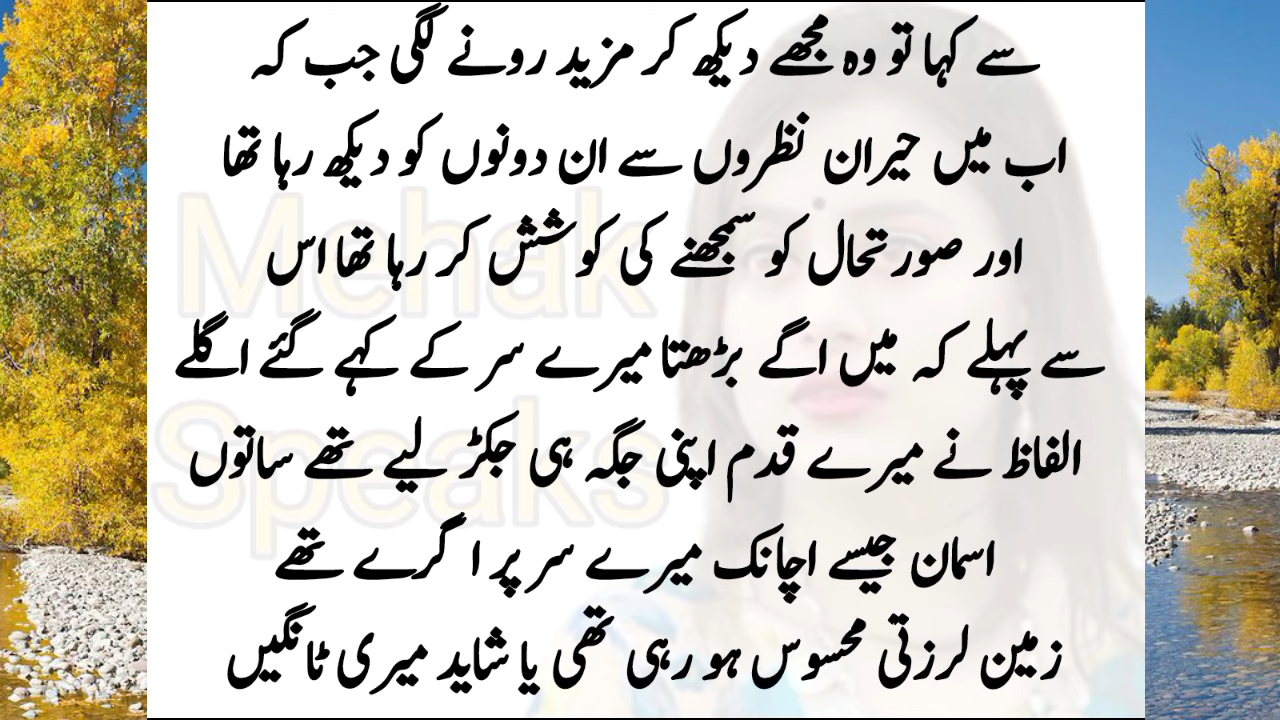 سے کہا تو وہ مجھے دیکھ کر مزید رونے لگی جب کہ
اب میں حیران نظروں سے ان دونوں کو دیکھ رہا تھا
اور صورتحال کو سمجھنے کی کوشش کر رہا تھا اس
سے پہلے کہ میں اگے بڑھتا میرے سر کے کہے گئے اگلے
الفاظ نے میرے قدم اپنی جگہ ہی جکڑ لیے تھے ساتوں
اسمان جیسے اچانک میرے سر پر ا گرے تھے
زمین لرزتی محسوس ہو رہی تھی یا شاید میری ٹانگیں
Mehak
Speaks